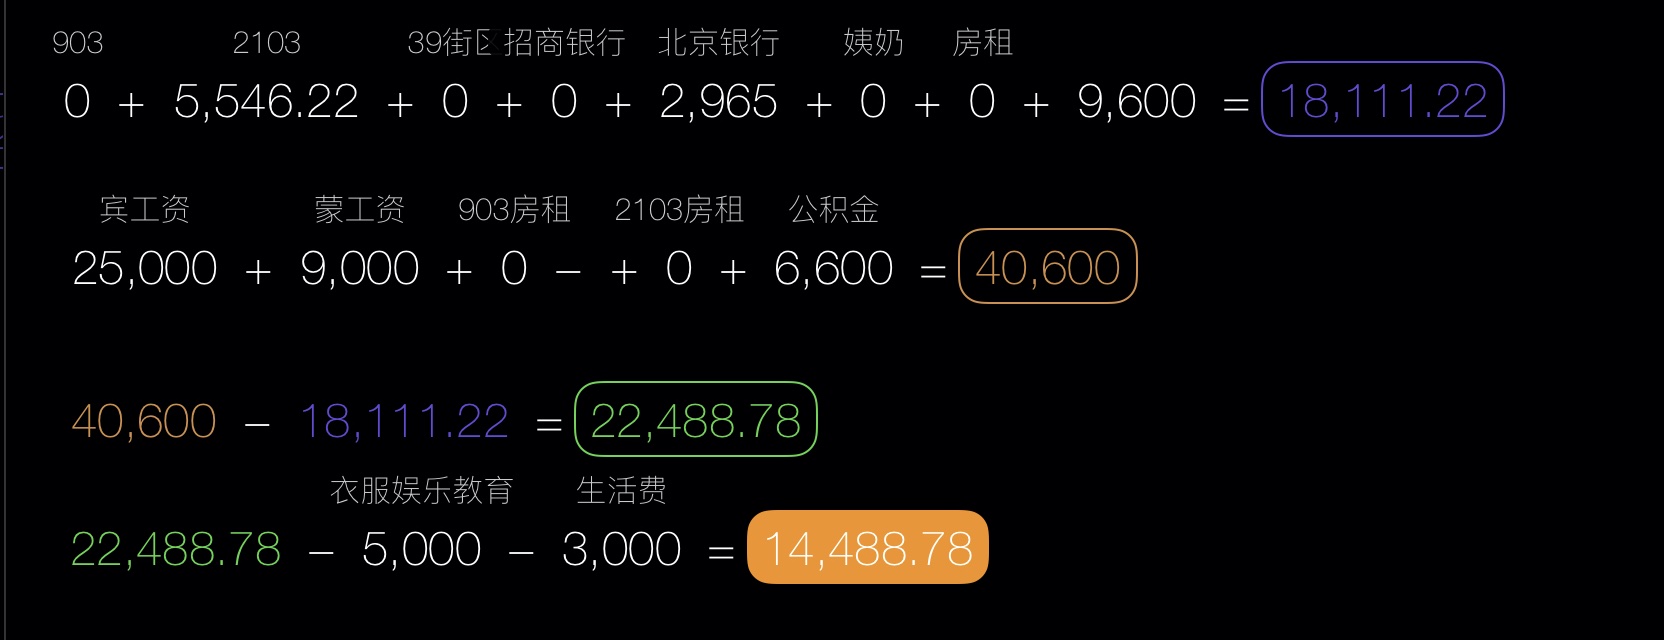 903 2103 39街区招商银行 北京银行 姨奶 房租
0 + 5,546.22 + 0 + 0 + 2,965 + 0 + 0 + 9,600 = 18,111.22
宾工资 蒙工资 903房租 2103房租 公积金
25,000 + 9,000 + 0 − + 0 + 6,600 = 40,600
40,600 − 18,111.22 = 22,488.78
衣服娱乐教育 生活费
22,488.78 − 5,000 − 3,000 = 14,488.78